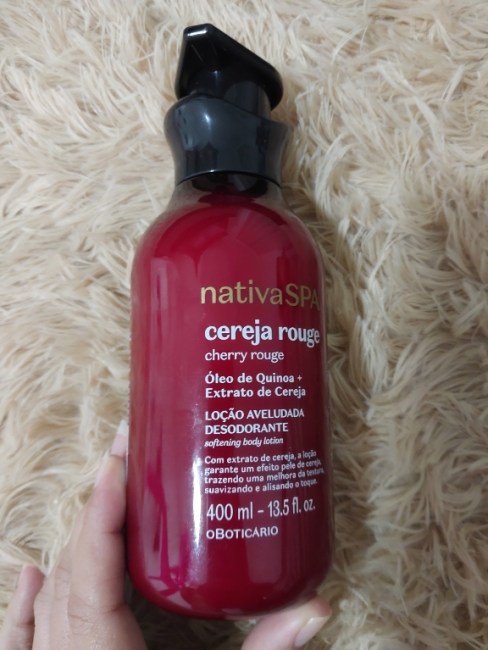 nativaSPA
cereja rouge
cherry rouge
Óleo de Quinoa +
Extrato de Cereja
LOÇÃO AVELUDADA
DESODORANTE
softening body lotion
Com extrato de cereja, a loção
garante um efeito pele de cereja,
trazendo uma melhora da textura,
suavizando e alisando o toque.
400 ml - 13.5 fl. oz.
OBOTICÁRIO